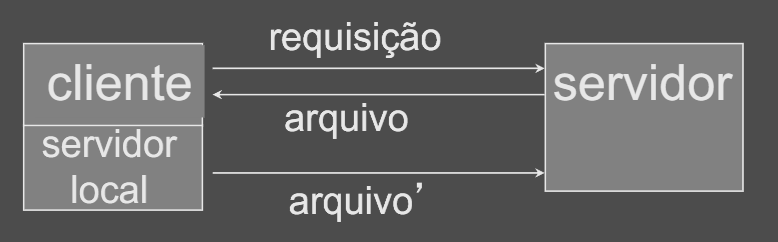 requisição
cliente
servidor
arquivo
servidor
local
arquivo’